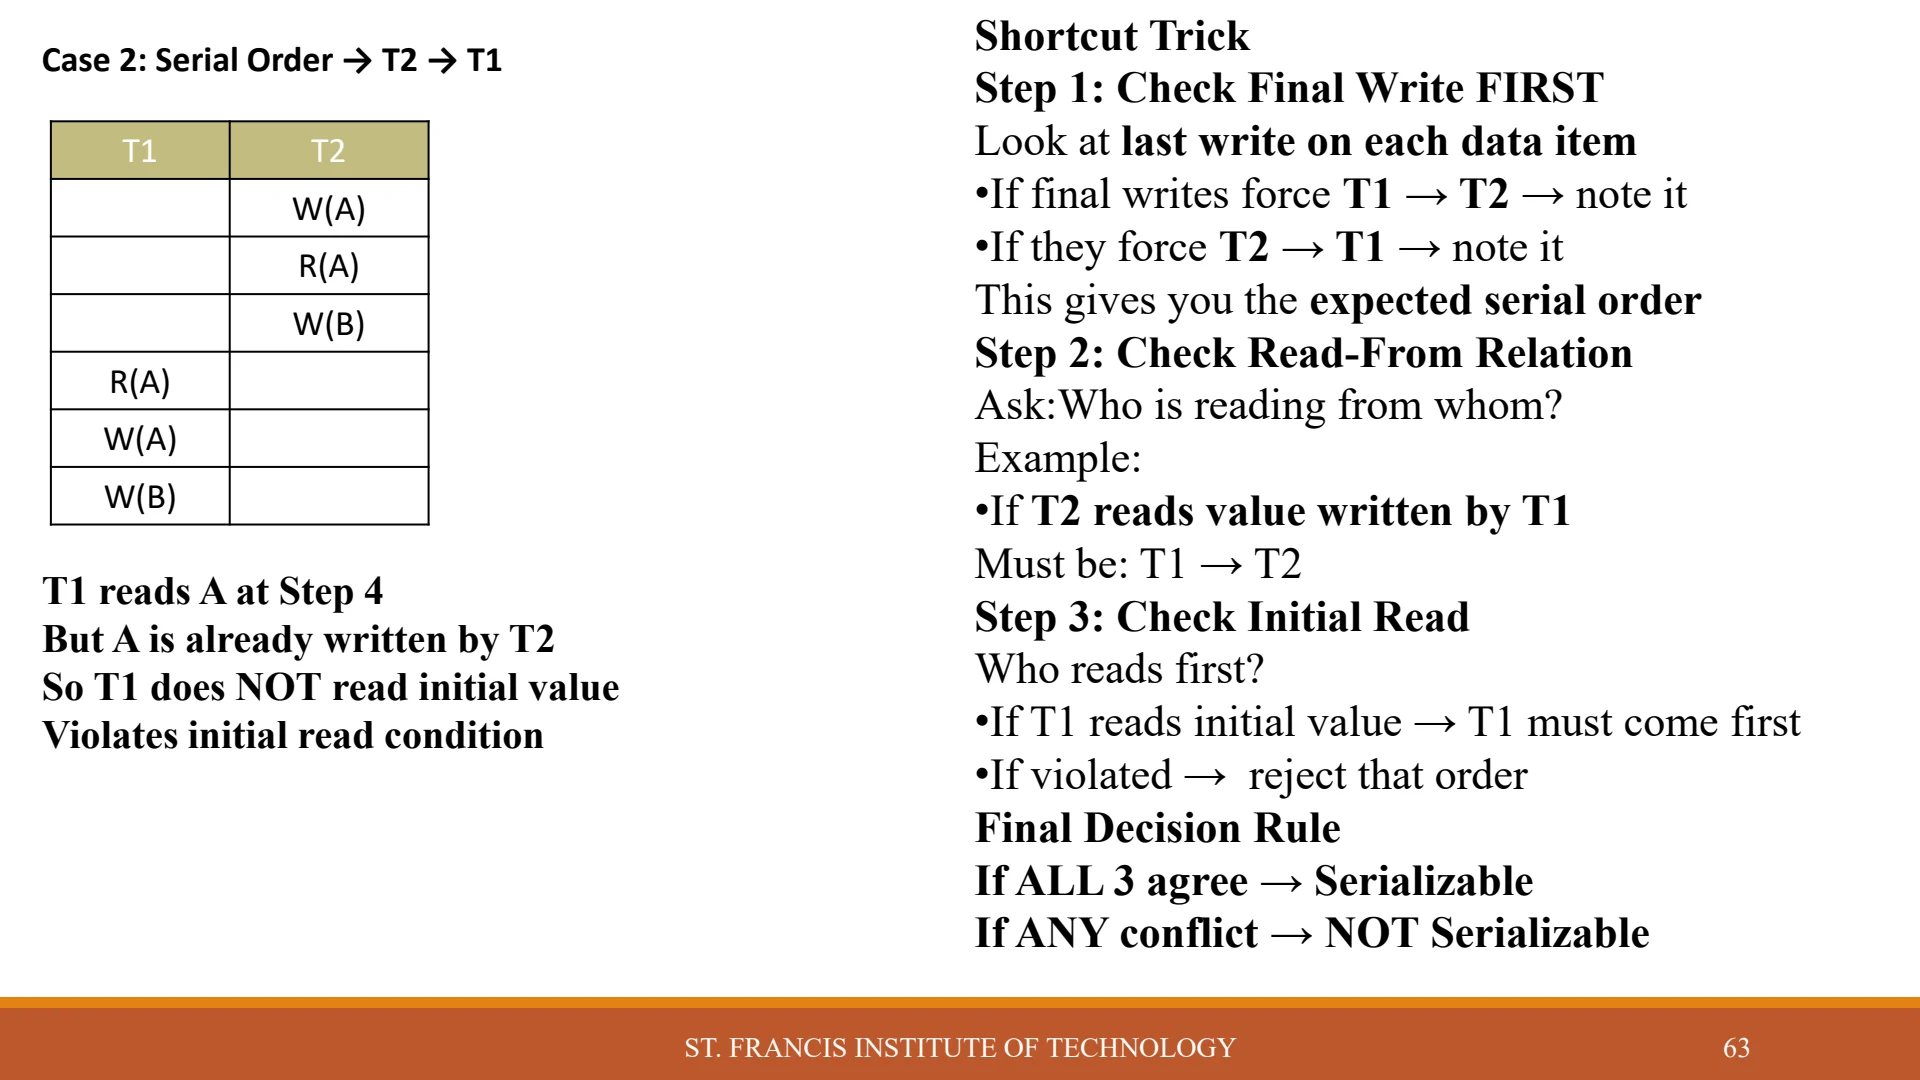 Case 2: Serial Order → T2 → T1
T1 T2
W(A)
R(A)
W(B)
R(A)
W(A)
W(B)
T1 reads A at Step 4
But A is already written by T2
So T1 does NOT read initial value
Violates initial read condition
Shortcut Trick
Step 1: Check Final Write FIRST
Look at last write on each data item
•If final writes force T1 → T2 → note it
•If they force T2 → T1 → note it
This gives you the expected serial order
Step 2: Check Read-From Relation
Ask:Who is reading from whom?
Example:
•If T2 reads value written by T1
Must be: T1 → T2
Step 3: Check Initial Read
Who reads first?
•If T1 reads initial value → T1 must come first
•If violated → reject that order
Final Decision Rule
If ALL 3 agree → Serializable
If ANY conflict → NOT Serializable
ST. FRANCIS INSTITUTE OF TECHNOLOGY
63